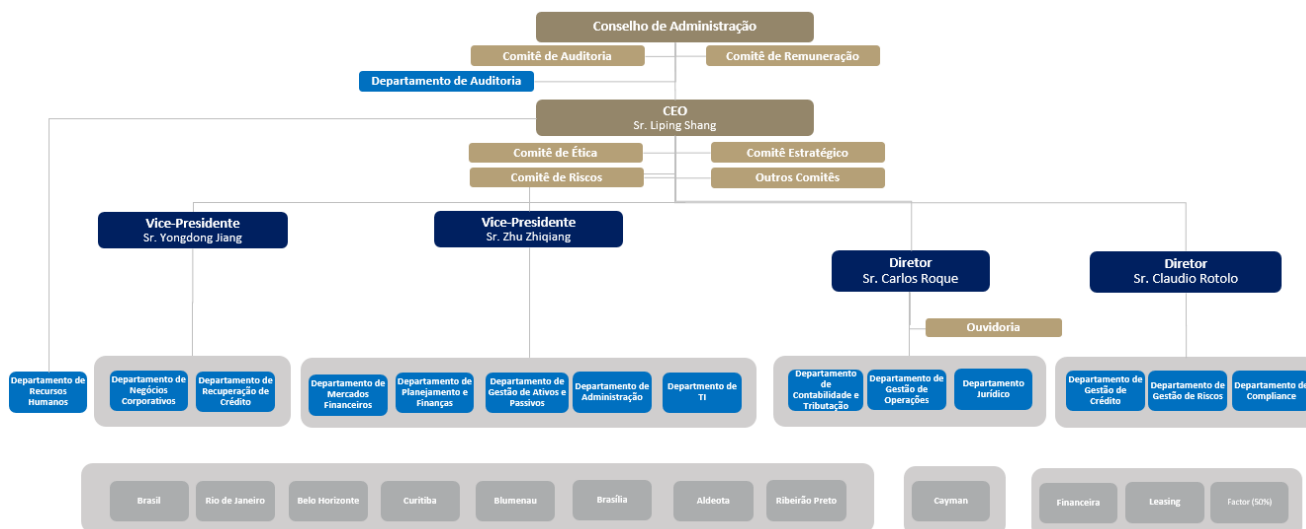 Conselho de Administração
Comitê de Auditoria
Comitê de Remuneração
Departamento de Auditoria
CEO
Sr. Liping Shang
Comitê de Ética
Comitê Estratégico
Comitê de Riscos
Outros Comitês
Vice-Presidente
Sr. Yongdong Jiang
Vice-Presidente
Sr. Zhu Zhiqiang
Diretor
Sr. Carlos Roque
Diretor
Sr. Claudio Rotolo
Ouvidoria
Departamento de
Recursos
Humanos
Departamento de
Negócios
Corporativos
Departamento de
Recuperação de
Crédito
Departamento de
Mercados
Financeiros
Departamento de
Planejamento e
Finanças
Departamento de
Gestão de Ativos e
Passivos
Departamento de
Administração
Departmento de
TI
Departamento
de
Contabilidade e
Tributação
Departamento
de Gestão de
Operações
Departamento
Jurídico
Departamento
de Gestão de
Crédito
Departamento de
Gestão de Riscos
Departamento de
Compliance
Brasil
Rio de Janeiro
Belo Horizonte
Curitiba
Blumenau
Brasília
Aldeota
Ribeirão Preto
Cayman
Financeira
Leasing
Factor (50%)